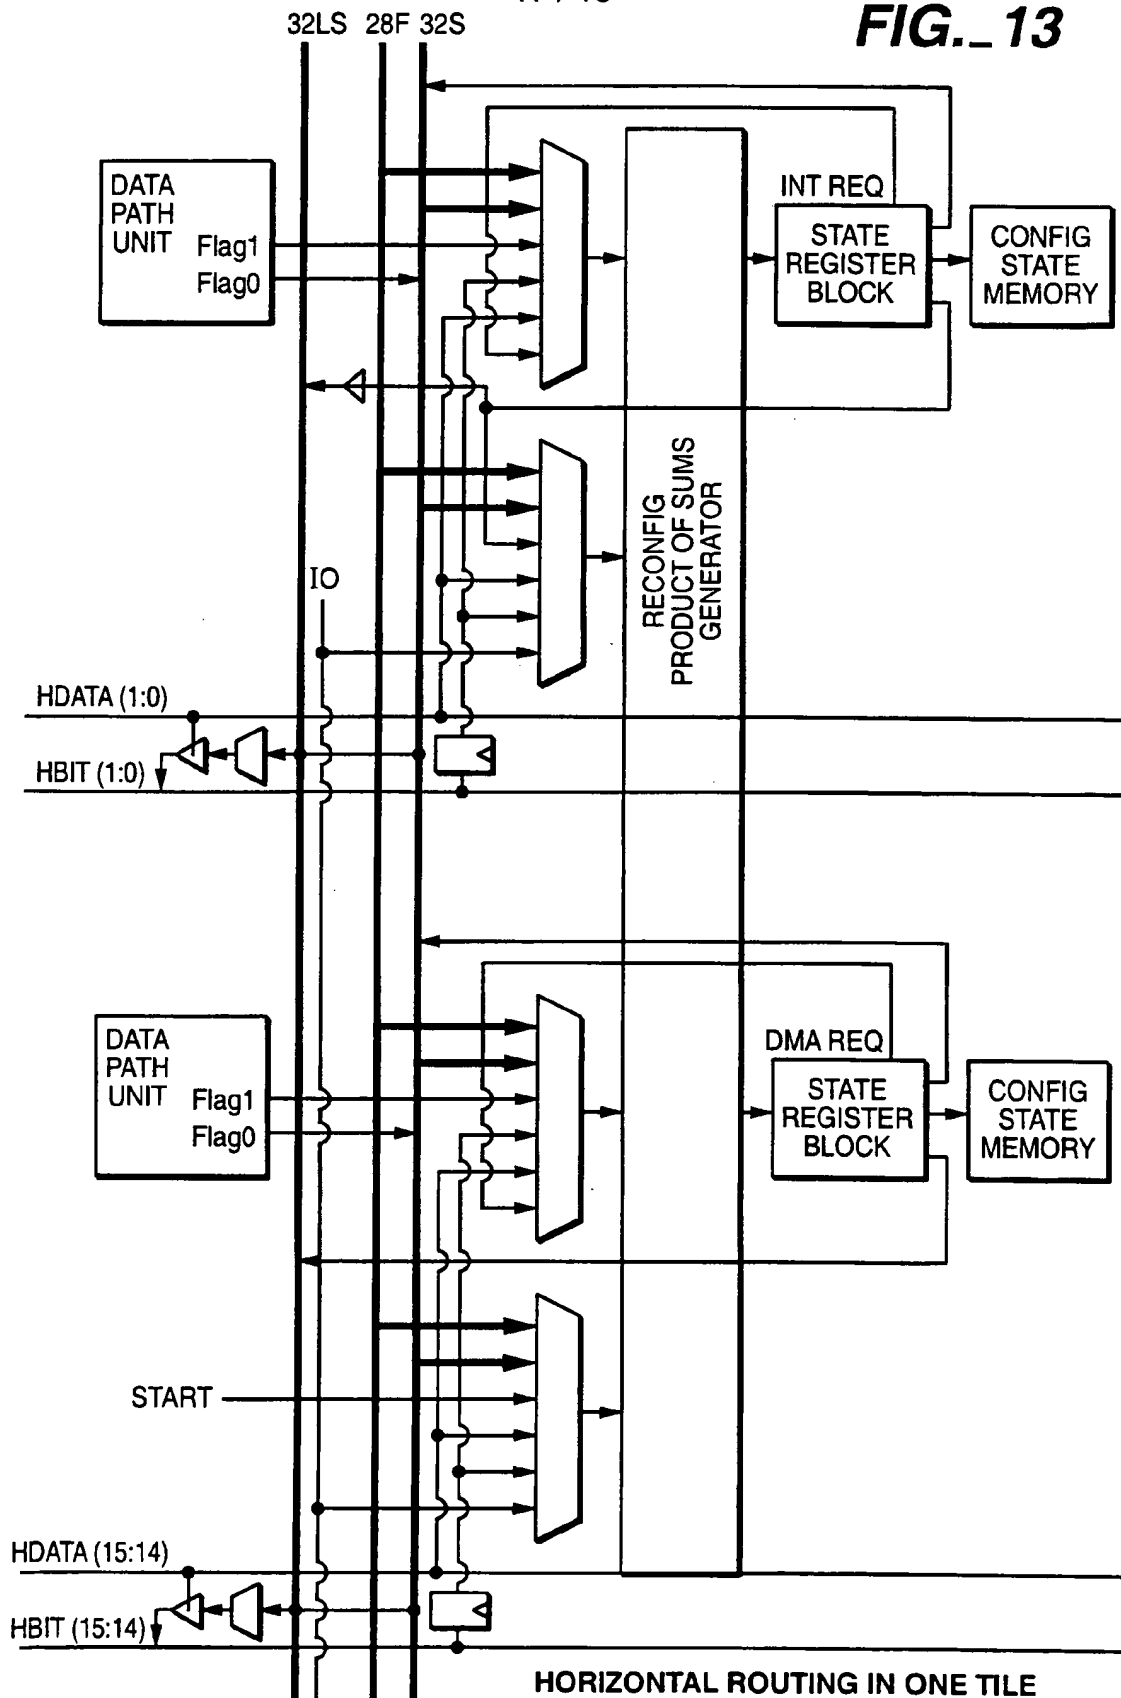 FIG._13
32LS 28F 32S
DATA
PATH
UNIT
Flag1
Flag0
INT REQ
STATE
REGISTER
BLOCK
CONFIG
STATE
MEMORY
RECONFIG
PRODUCT OF SUMS
GENERATOR
IO
HDATA (1:0)
HBIT (1:0)
DATA
PATH
UNIT
Flag1
Flag0
DMA REQ
STATE
REGISTER
BLOCK
CONFIG
STATE
MEMORY
START
HDATA (15:14)
HBIT (15:14)
HORIZONTAL ROUTING IN ONE TILE